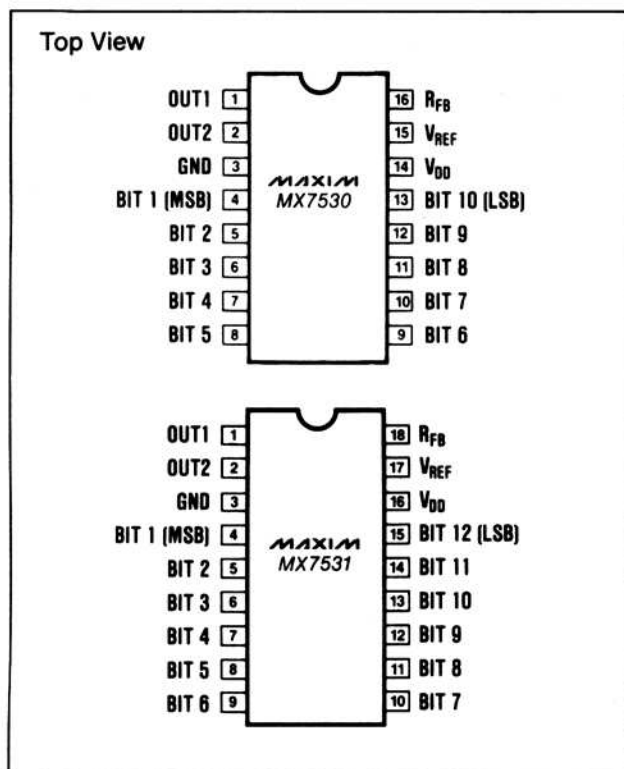 Top View
OUT1 1 16 RFB
OUT2 2 15 VREF
GND 3 14 VDD
MAXIM
BIT 1 (MSB) 4 MX7530 13 BIT 10 (LSB)
BIT 2 5 12 BIT 9
BIT 3 6 11 BIT 8
BIT 4 7 10 BIT 7
BIT 5 8 9 BIT 6
OUT1 1 18 RFB
OUT2 2 17 VREF
GND 3 16 VDD
BIT 1 (MSB) 4 MAXIM 15 BIT 12 (LSB)
BIT 2 5 MX7531 14 BIT 11
BIT 3 6 13 BIT 10
BIT 4 7 12 BIT 9
BIT 5 8 11 BIT 8
BIT 6 9 10 BIT 7